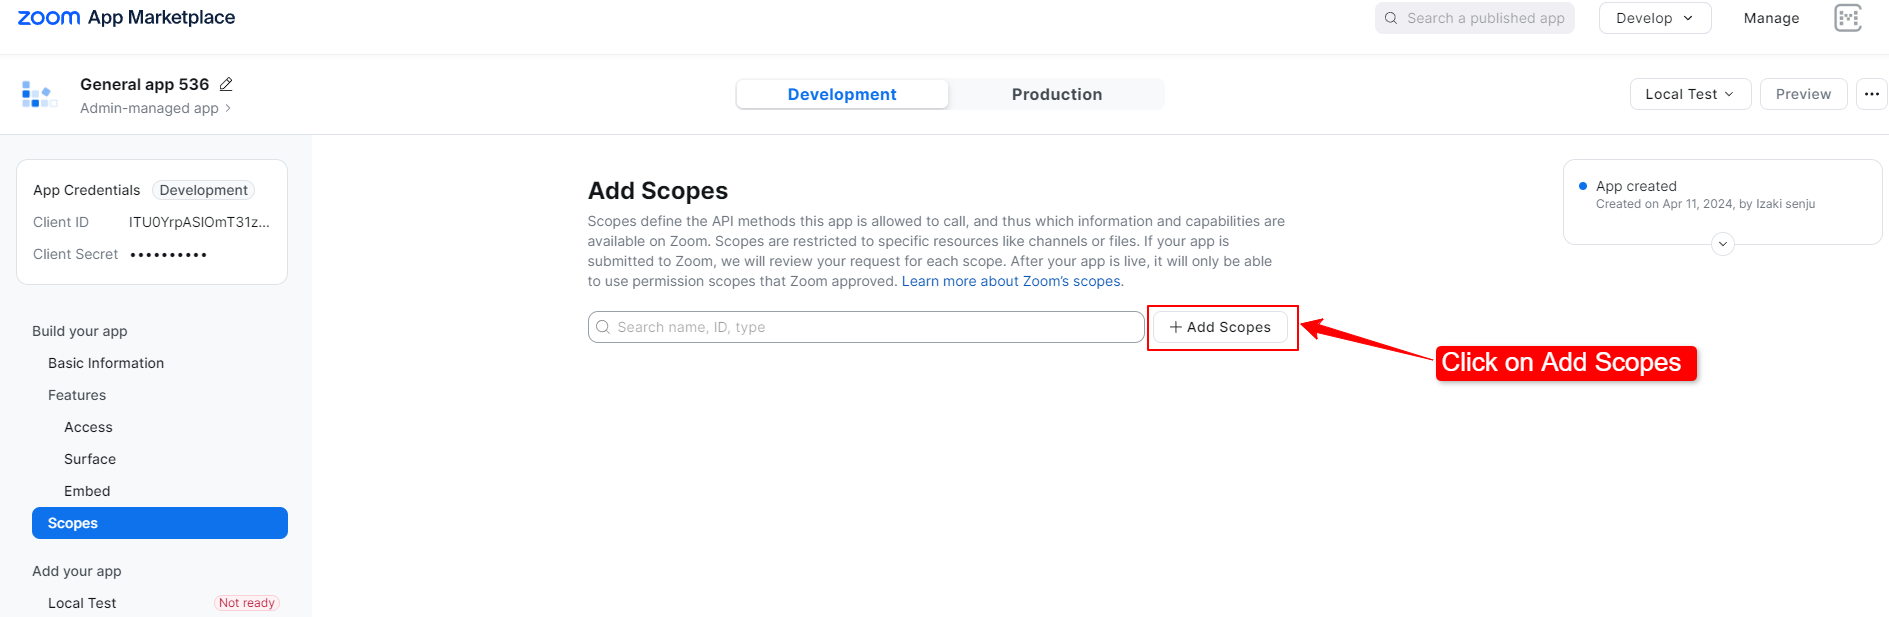 zoom App Marketplace
Search a published app
Develop
Manage
General app 536
Admin-managed app
Development
Production
Local Test
Preview
App Credentials Development
Client ID ITU0YrpASIOmT31z...
Client Secret ••••••••••
Build your app
Basic Information
Features
Access
Surface
Embed
Scopes
Add your app
Local Test Not ready
Add Scopes
Scopes define the API methods this app is allowed to call, and thus which information and capabilities are
available on Zoom. Scopes are restricted to specific resources like channels or files. If your app is
submitted to Zoom, we will review your request for each scope. After your app is live, it will only be able
to use permission scopes that Zoom approved. Learn more about Zoom's scopes.
Search name, ID, type
+ Add Scopes
Click on Add Scopes
App created
Created on Apr 11, 2024, by Izaki senju